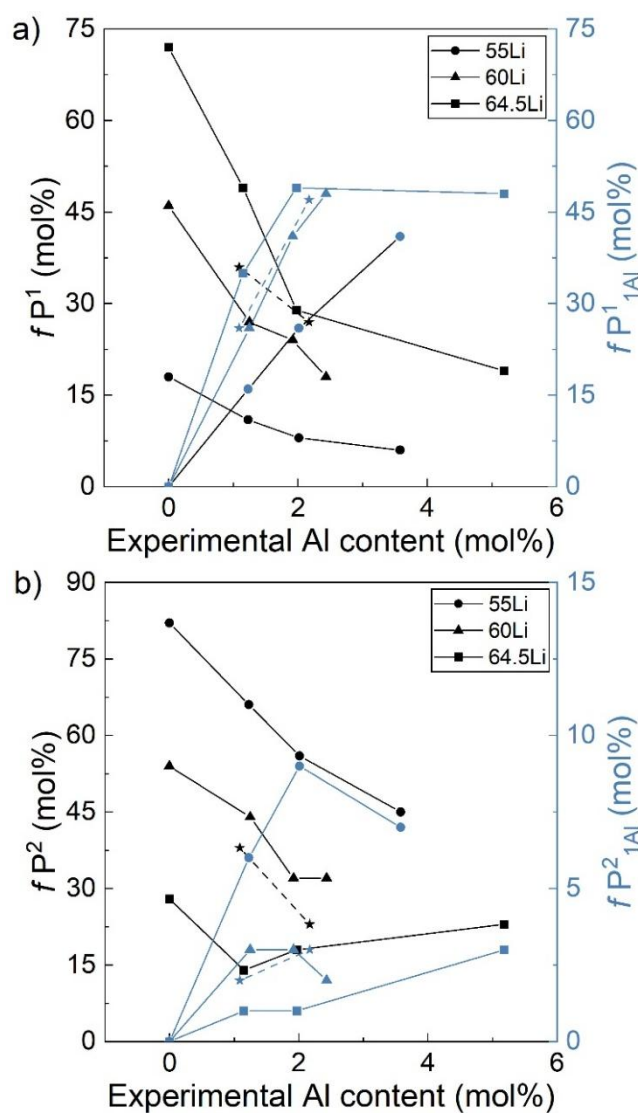 a)
55Li
60Li
64.5Li
75
60
45
30
15
0
f P¹ (mol%)
75
60
45
30
15
0
f P¹₁Al (mol%)
0 2 4 6
Experimental Al content (mol%)
b)
55Li
60Li
64.5Li
90
75
60
45
30
15
0
f P² (mol%)
15
10
5
0
f P²₁Al (mol%)
0 2 4 6
Experimental Al content (mol%)